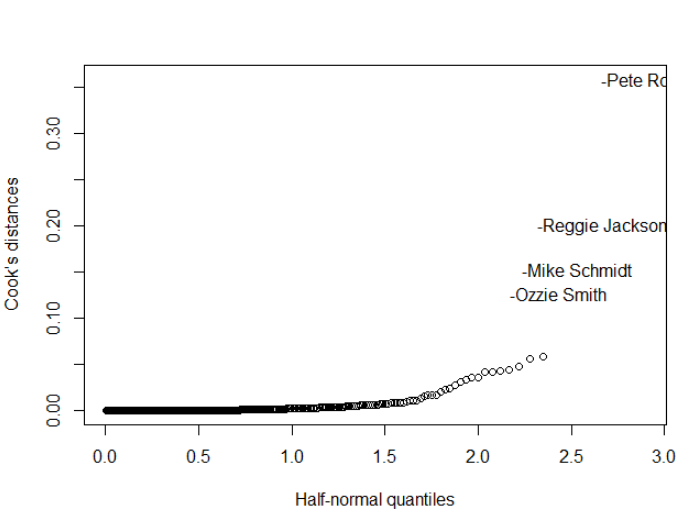 -Pete Ro
-Reggie Jackson
-Mike Schmidt
-Ozzie Smith
Cook's distances
0.30
0.20
0.10
0.00
0.0 0.5 1.0 1.5 2.0 2.5 3.0
Half-normal quantiles